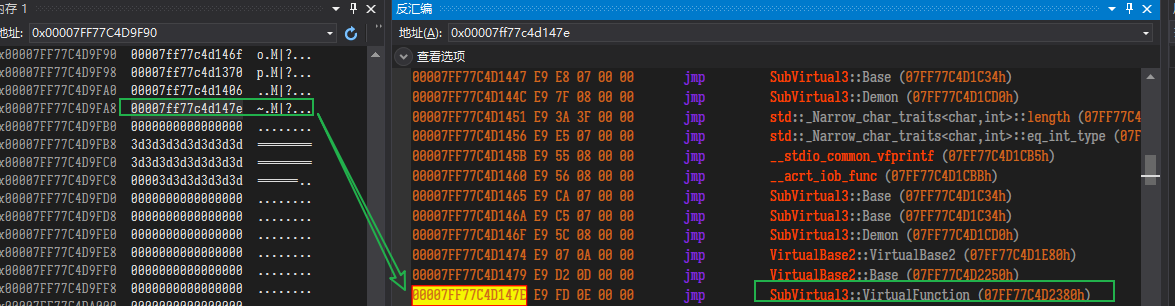 内存 1
地址: 0x00007FF77C4D9F90
0x00007FF77C4D9F90 00007ff77c4d146f o.M|?...
0x00007FF77C4D9F98 00007ff77c4d1370 p.M|?...
0x00007FF77C4D9FA0 00007ff77c4d1406 ..M|?...
0x00007FF77C4D9FA8 00007ff77c4d147e ~.M|?...
0x00007FF77C4D9FB0 0000000000000000 ........
0x00007FF77C4D9FB8 3d3d3d3d3d3d3d3d ========
0x00007FF77C4D9FC0 3d3d3d3d3d3d3d3d ========
0x00007FF77C4D9FC8 00003d3d3d3d3d3d ======..
0x00007FF77C4D9FD0 0000000000000000 ........
0x00007FF77C4D9FD8 0000000000000000 ........
0x00007FF77C4D9FE0 0000000000000000 ........
0x00007FF77C4D9FE8 0000000000000000 ........
0x00007FF77C4D9FF0 0000000000000000 ........
0x00007FF77C4D9FF8 0000000000000000 ........
反汇编
地址(A): 0x00007ff77c4d147e
查看选项
00007FF77C4D1447 E9 E8 07 00 00 jmp SubVirtual3::Base (07FF77C4D1C34h)
00007FF77C4D144C E9 7F 08 00 00 jmp SubVirtual3::Demon (07FF77C4D1CD0h)
00007FF77C4D1451 E9 3A 3F 00 00 jmp std::_Narrow_char_traits<char,int>::length (07FF77C4
00007FF77C4D1456 E9 E5 07 00 00 jmp std::_Narrow_char_traits<char,int>::eq_int_type (07F
00007FF77C4D145B E9 55 08 00 00 jmp __stdio_common_vfprintf (07FF77C4D1CB5h)
00007FF77C4D1460 E9 56 08 00 00 jmp __acrt_iob_func (07FF77C4D1CBBh)
00007FF77C4D1465 E9 CA 07 00 00 jmp SubVirtual3::Base (07FF77C4D1C34h)
00007FF77C4D146A E9 C5 07 00 00 jmp SubVirtual3::Base (07FF77C4D1C34h)
00007FF77C4D146F E9 5C 08 00 00 jmp SubVirtual3::Demon (07FF77C4D1CD0h)
00007FF77C4D1474 E9 07 0A 00 00 jmp VirtualBase2::VirtualBase2 (07FF77C4D1E80h)
00007FF77C4D1479 E9 D2 0D 00 00 jmp VirtualBase2::Base (07FF77C4D2250h)
00007FF77C4D147E E9 FD 0E 00 00 jmp SubVirtual3::VirtualFunction (07FF77C4D2380h)